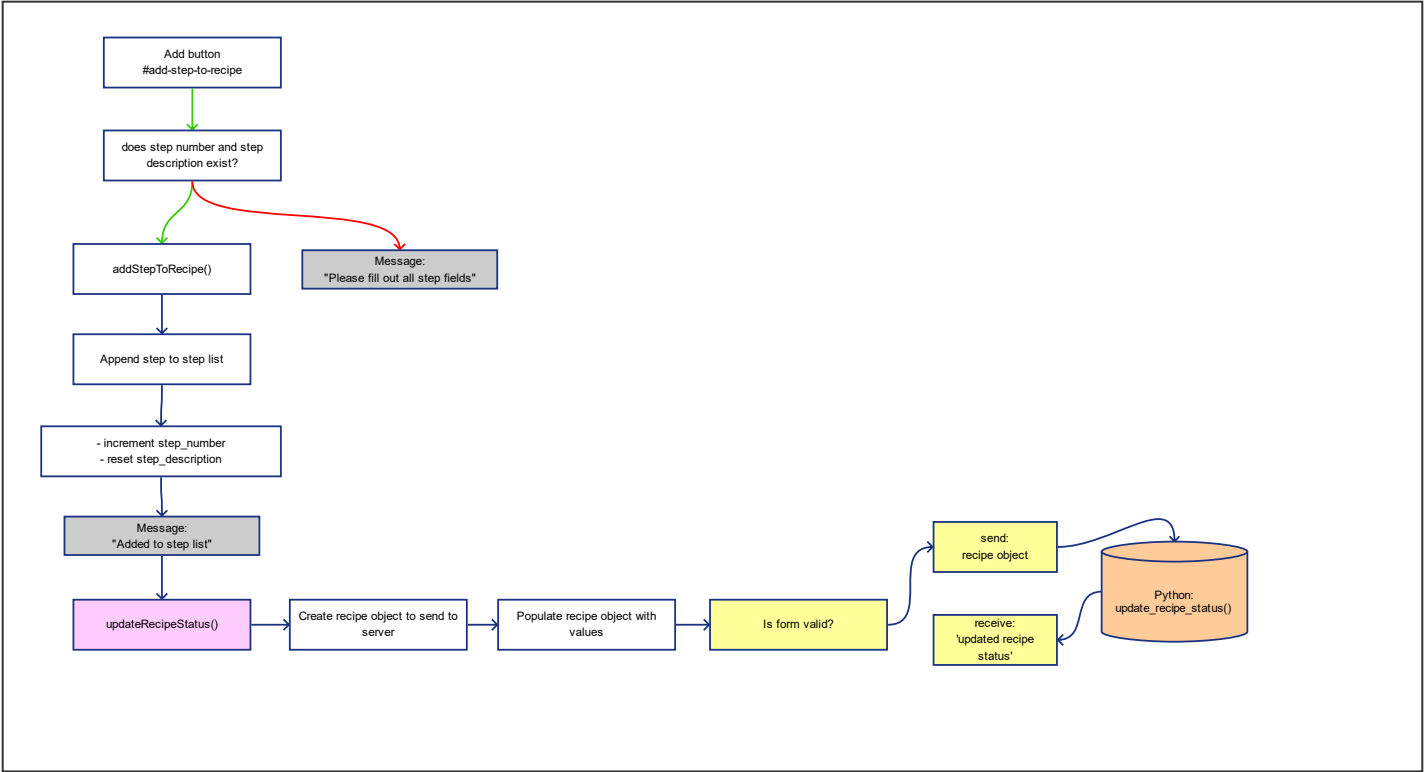 Add button
#add-step-to-recipe
does step number and step
description exist?
addStepToRecipe()
Message:
"Please fill out all step fields"
Append step to step list
- increment step_number
- reset step_description
Message:
"Added to step list"
updateRecipeStatus()
Create recipe object to send to
server
Populate recipe object with
values
Is form valid?
send:
recipe object
Python:
update_recipe_status()
receive:
'updated recipe
status'